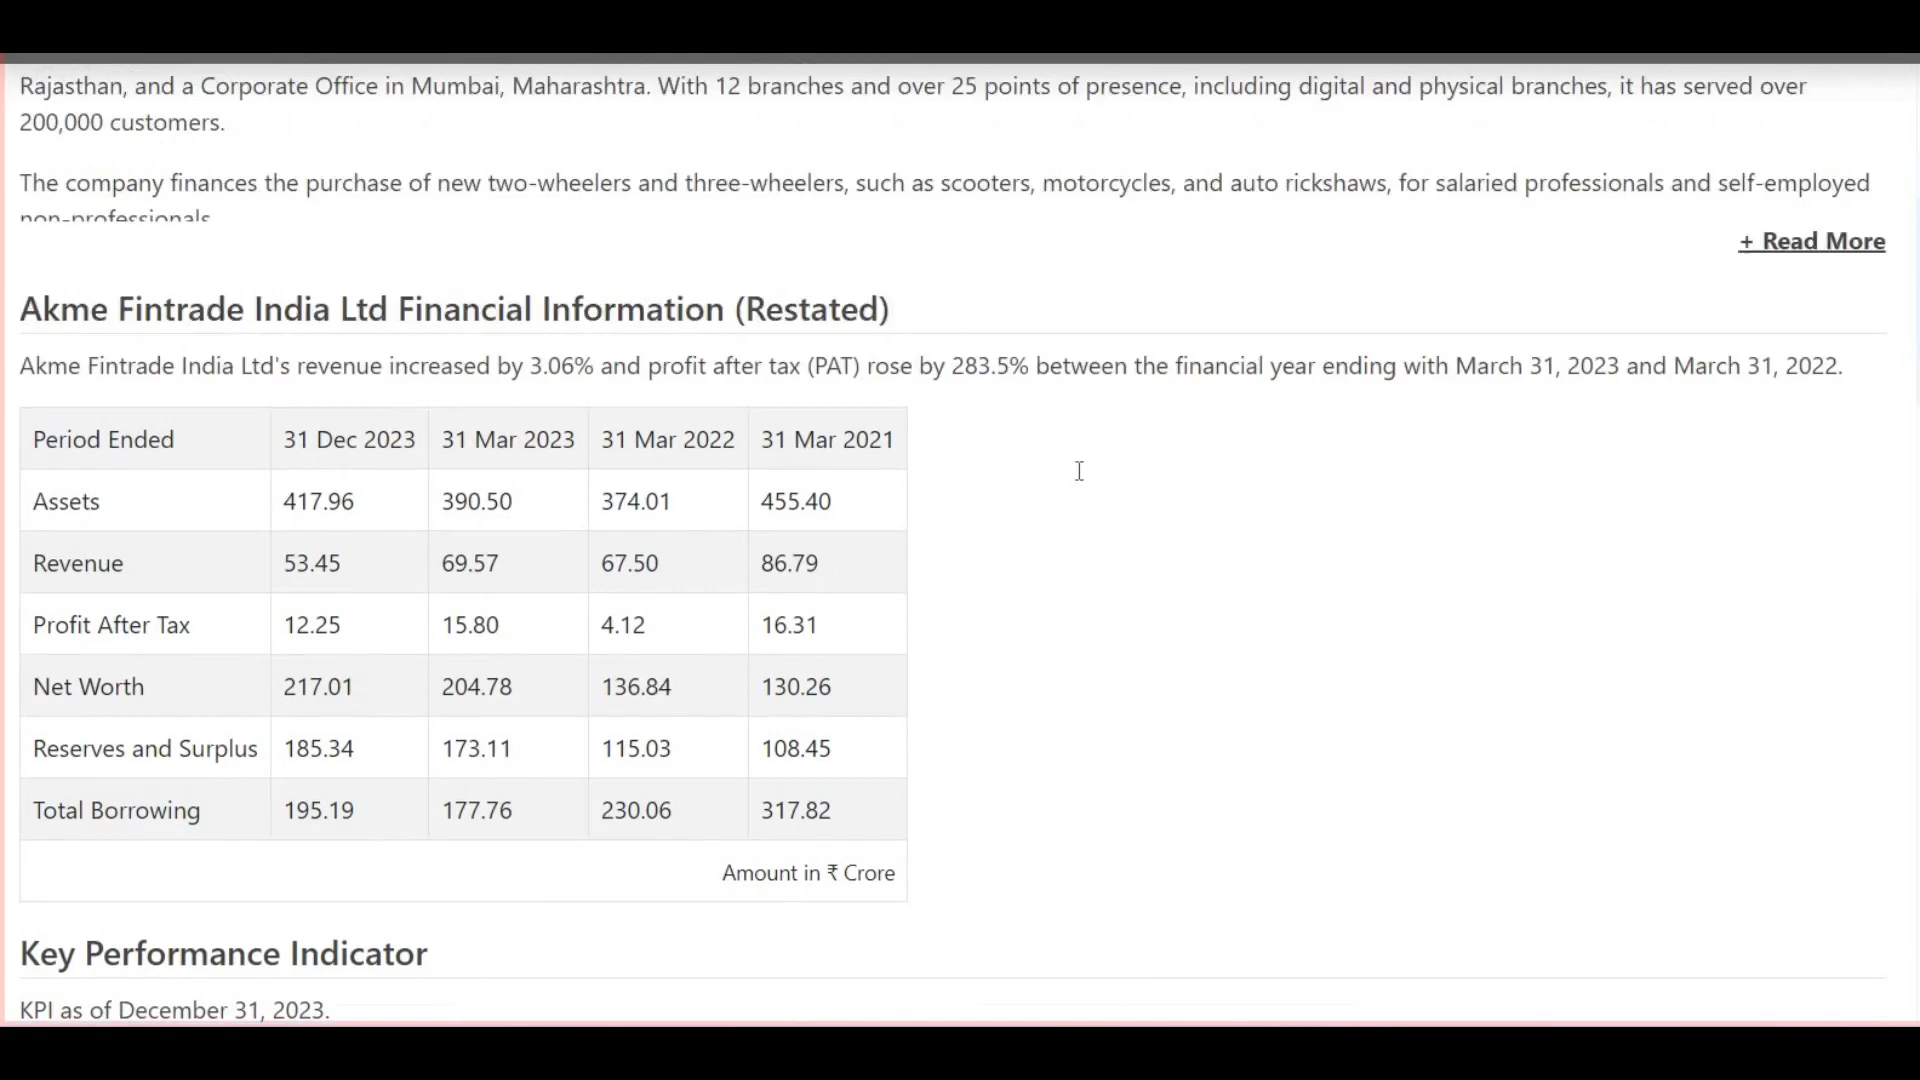 Rajasthan, and a Corporate Office in Mumbai, Maharashtra. With 12 branches and over 25 points of presence, including digital and physical branches, it has served over
200,000 customers.
The company finances the purchase of new two-wheelers and three-wheelers, such as scooters, motorcycles, and auto rickshaws, for salaried professionals and self-employed
non-professionals
+ Read More
Akme Fintrade India Ltd Financial Information (Restated)
Akme Fintrade India Ltd's revenue increased by 3.06% and profit after tax (PAT) rose by 283.5% between the financial year ending with March 31, 2023 and March 31, 2022.
Period Ended 31 Dec 2023 31 Mar 2023 31 Mar 2022 31 Mar 2021
Assets 417.96 390.50 374.01 455.40
Revenue 53.45 69.57 67.50 86.79
Profit After Tax 12.25 15.80 4.12 16.31
Net Worth 217.01 204.78 136.84 130.26
Reserves and Surplus 185.34 173.11 115.03 108.45
Total Borrowing 195.19 177.76 230.06 317.82
Amount in ₹ Crore
Key Performance Indicator
KPI as of December 31, 2023.